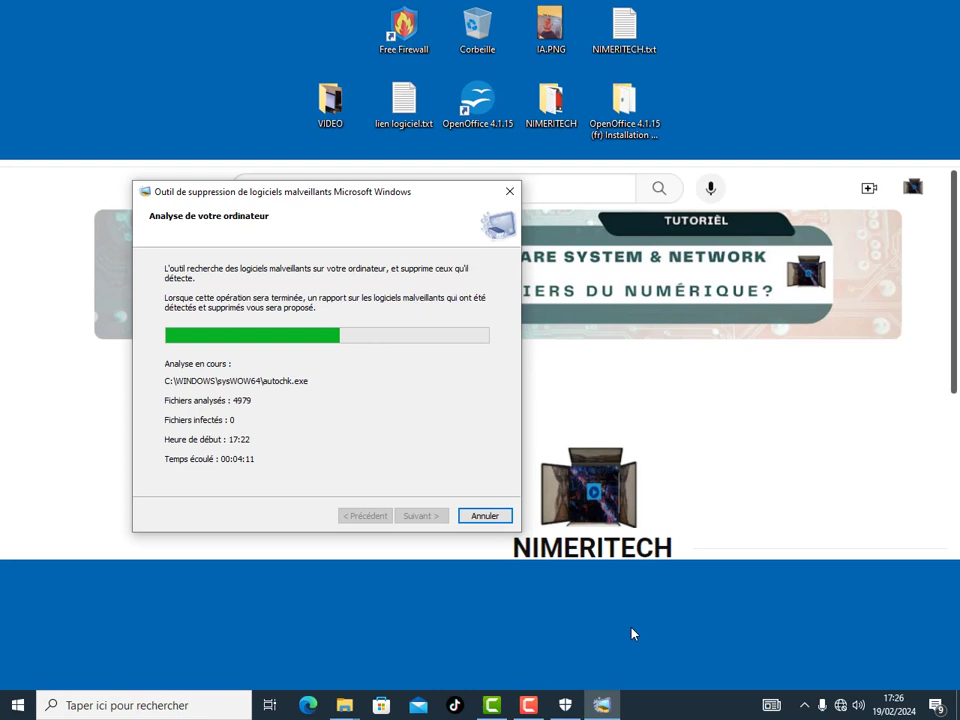 Free Firewall
Corbeille
IA.PNG
NIMERITECH.txt
VIDEO
lien logiciel.txt
OpenOffice 4.1.15
NIMERITECH
OpenOffice 4.1.15
(fr) Installation ...
Outil de suppression de logiciels malveillants Microsoft Windows
Analyse de votre ordinateur
TUTORIÊL
ARE SYSTEM & NETWORK
IERS DU NUMÉRIQUE?
L'outil recherche des logiciels malveillants sur votre ordinateur, et supprime ceux qu'il
détecte.
Lorsque cette opération sera terminée, un rapport sur les logiciels malveillants qui ont été
détectés et supprimés vous sera proposé.
Analyse en cours :
C:\WINDOWS\sysWOW64\autochk.exe
Fichiers analysés : 4979
Fichiers infectés : 0
Heure de début : 17:22
Temps écoulé : 00:04:11
< Précédent
Suivant >
Annuler
NIMERITECH
Taper ici pour rechercher
17:26
19/02/2024
9